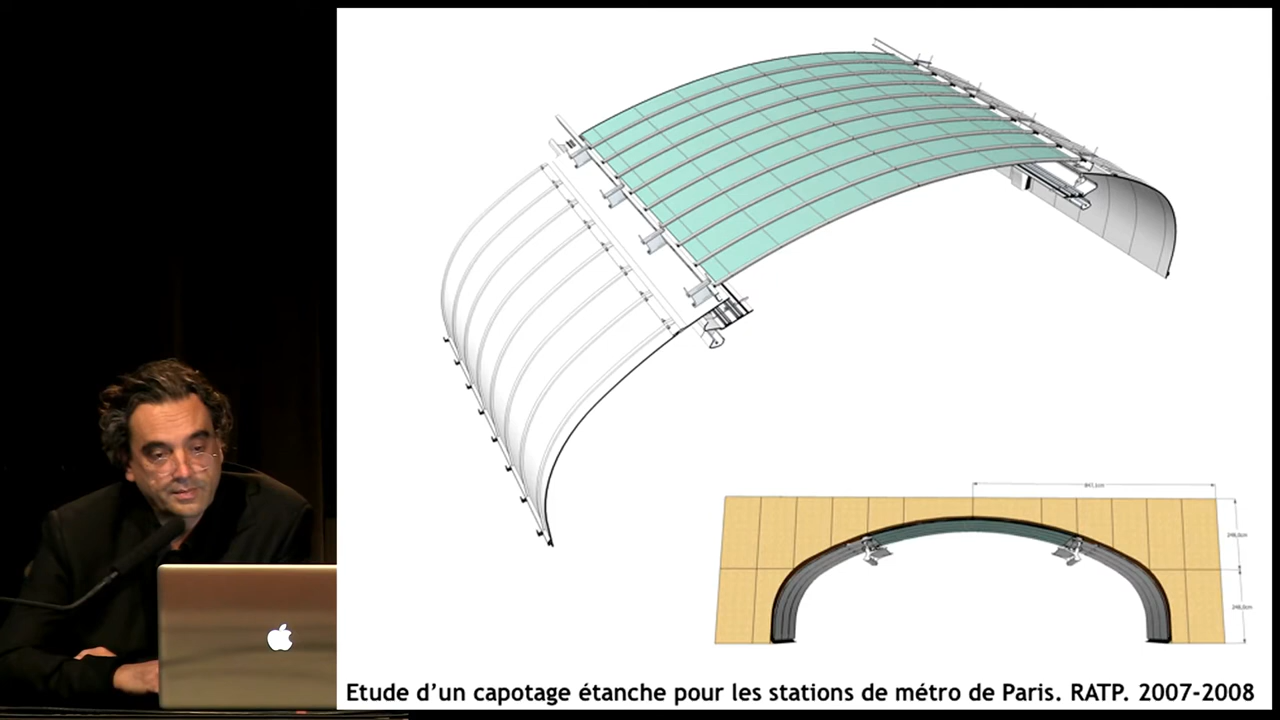 Etude d'un capotage étanche pour les stations de métro de Paris. RATP. 2007-2008